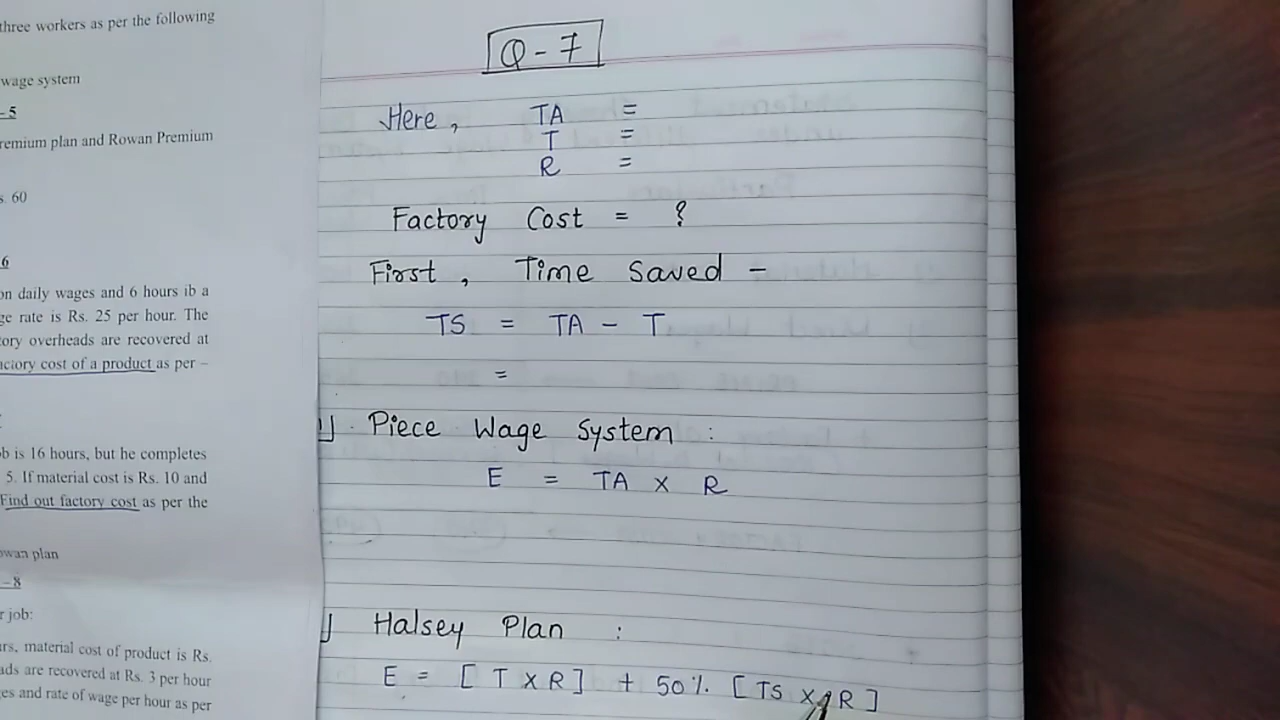 three workers as per the following
wage system
-5
remium plan and Rowan Premium
s. 60
6
on daily wages and 6 hours ib a
ge rate is Rs. 25 per hour. The
tory overheads are recovered at
actory cost of a product as per –
b is 16 hours, but he completes
5. If material cost is Rs. 10 and
Find out factory cost as per the
owan plan
– 8
r job:
urs, material cost of product is Rs.
ads are recovered at Rs. 3 per hour
es and rate of wage per hour as per
Q - 7
Here, TA =
T =
R =
Factory Cost = ?
First, Time Saved -
TS = TA - T
=
1] Piece Wage System :
E = TA X R
] Halsey Plan :
E = [ T X R ] + 50% [ TS X R ]